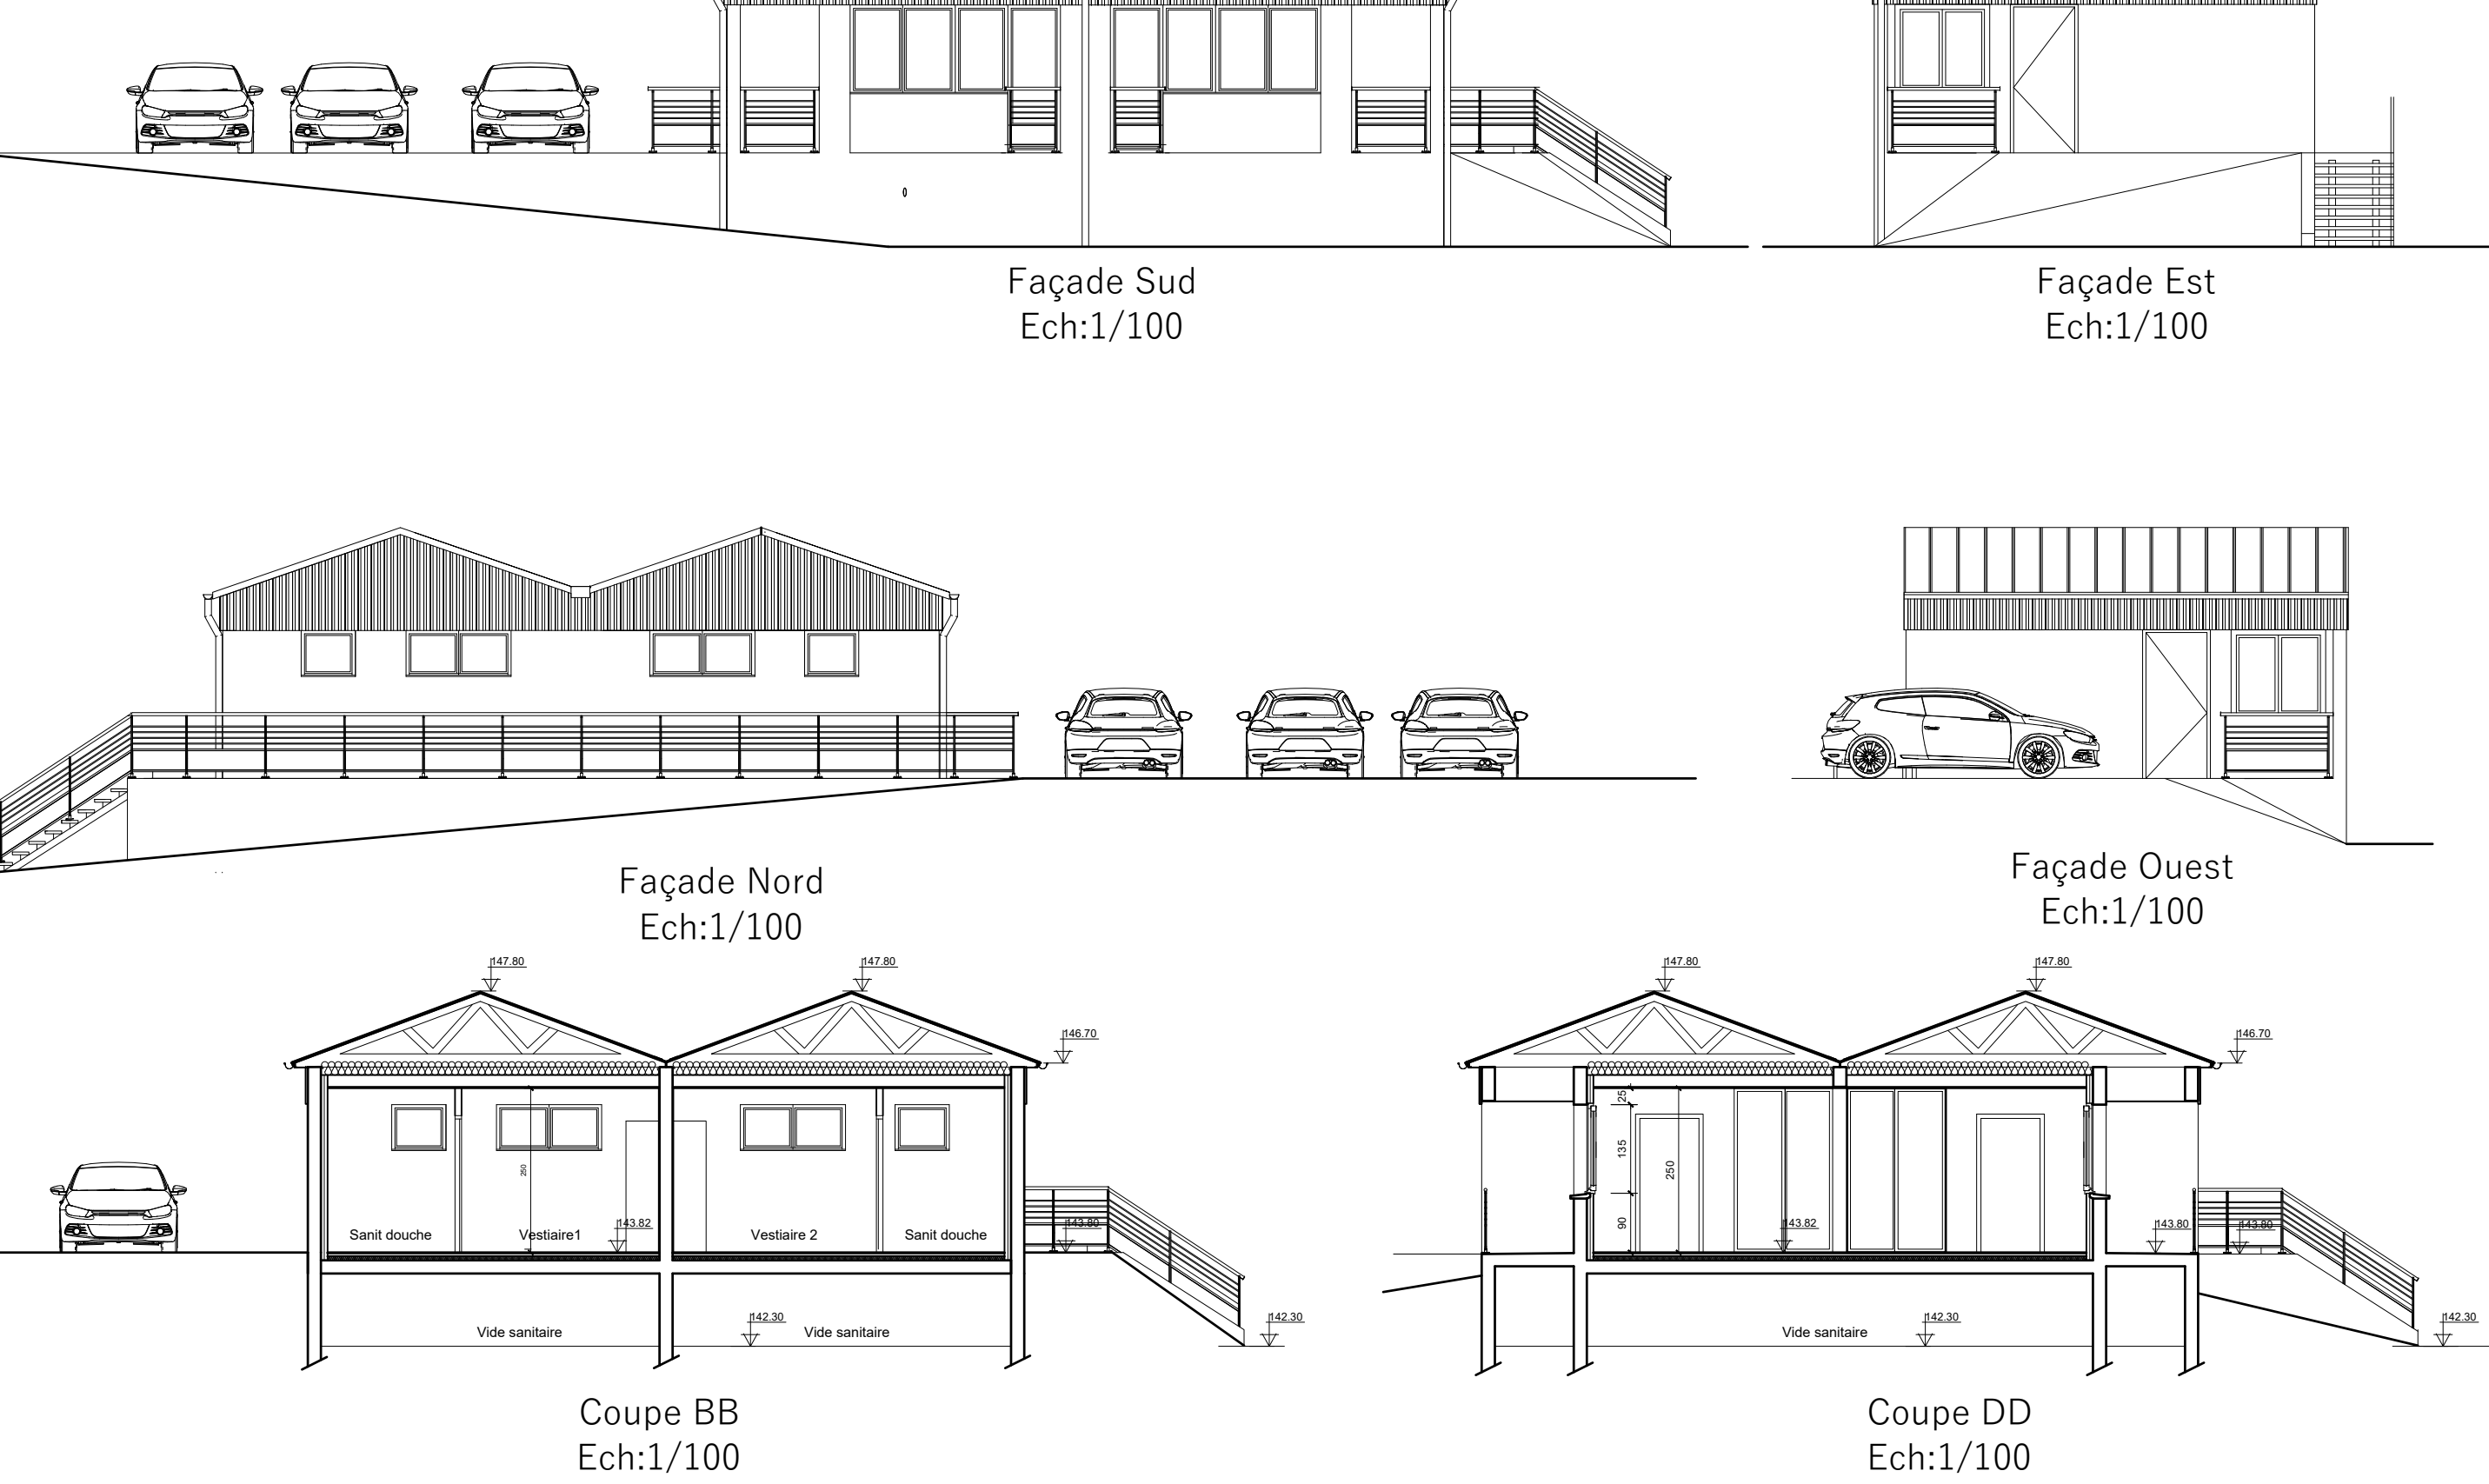 Façade Sud
Ech:1/100
Façade Est
Ech:1/100
Façade Nord
Ech:1/100
Façade Ouest
Ech:1/100
147.80
147.80
146.70
250
Sanit douche
Vestiaire1
143.82
Vestiaire 2
Sanit douche
143.80
Vide sanitaire
142.30
Vide sanitaire
142.30
Coupe BB
Ech:1/100
147.80
147.80
146.70
25
135
250
90
143.82
143.80
143.80
Vide sanitaire
142.30
142.30
Coupe DD
Ech:1/100